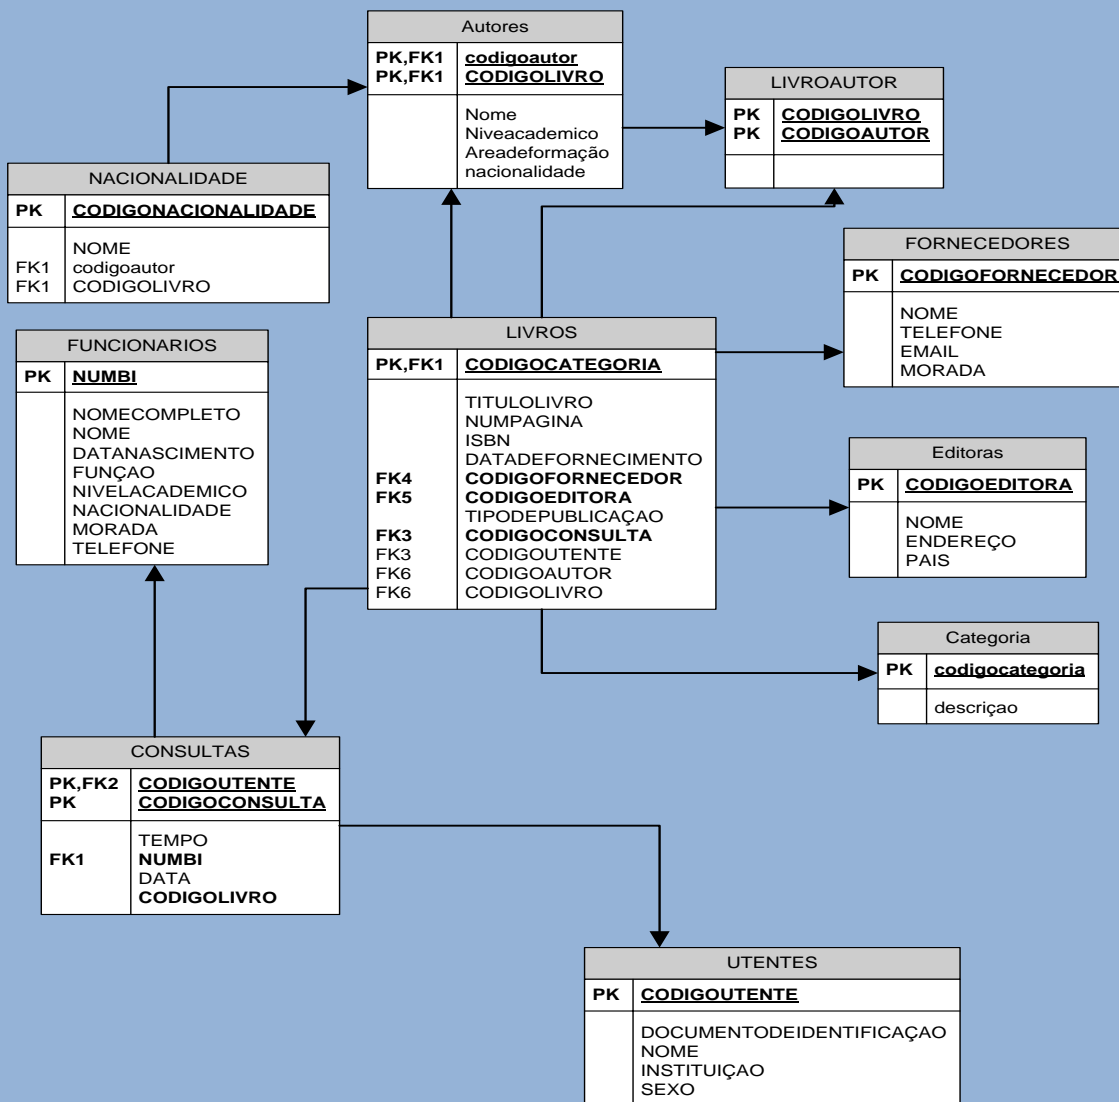 Autores
PK,FK1 codigoautor
PK,FK1 CODIGOLIVRO
Nome
Niveacademico
Areadeformação
nacionalidade
LIVROAUTOR
PK CODIGOLIVRO
PK CODIGOAUTOR
NACIONALIDADE
PK CODIGONACIONALIDADE
NOME
FK1 codigoautor
FK1 CODIGOLIVRO
FORNECEDORES
PK CODIGOFORNECEDOR
NOME
TELEFONE
EMAIL
MORADA
FUNCIONARIOS
PK NUMBI
NOMECOMPLETO
NOME
DATANASCIMENTO
FUNÇAO
NIVELACADEMICO
NACIONALIDADE
MORADA
TELEFONE
LIVROS
PK,FK1 CODIGOCATEGORIA
TITULOLIVRO
NUMPAGINA
ISBN
DATADEFORNECIMENTO
FK4 CODIGOFORNECEDOR
FK5 CODIGOEDITORA
TIPODEPUBLICAÇAO
FK3 CODIGOCONSULTA
FK3 CODIGOUTENTE
FK6 CODIGOAUTOR
FK6 CODIGOLIVRO
Editoras
PK CODIGOEDITORA
NOME
ENDEREÇO
PAIS
Categoria
PK codigocategoria
descriçao
CONSULTAS
PK,FK2 CODIGOUTENTE
PK CODIGOCONSULTA
TEMPO
FK1 NUMBI
DATA
CODIGOLIVRO
UTENTES
PK CODIGOUTENTE
DOCUMENTODEIDENTIFICAÇAO
NOME
INSTITUIÇAO
SEXO